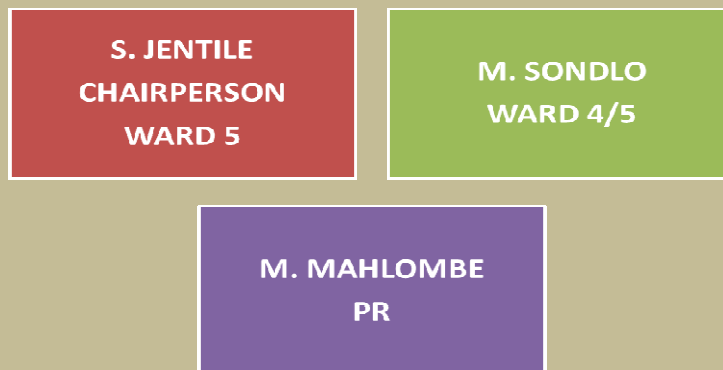 S. JENTILE
CHAIRPERSON
WARD 5
M. SONDLO
WARD 4/5
M. MAHLOMBE
PR